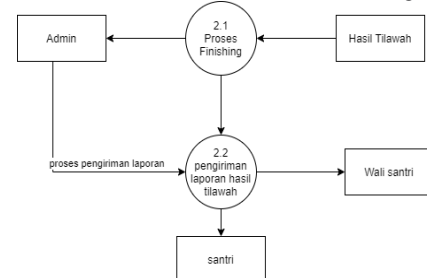 2.1
Proses
Finishing
Admin
Hasil Tilawah
proses pengiriman laporan
2.2
pengiriman
laporan hasil
tilawah
Wali santri
santri